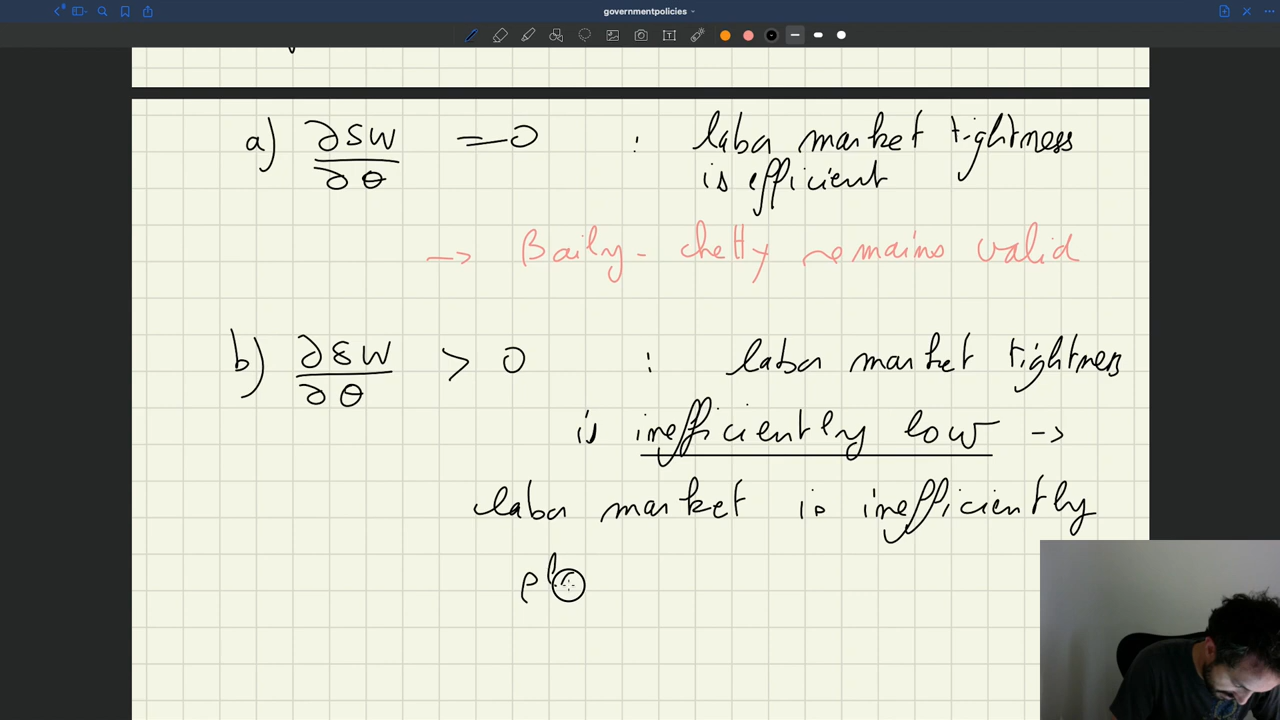 governmentpolicies
a) ∂SW/∂θ = 0 : labor market tightness
is efficient
→ Baily-Chetty remains valid
b) ∂SW/∂θ > 0 : labor market tightness
is inefficiently low →
labor market is inefficiently